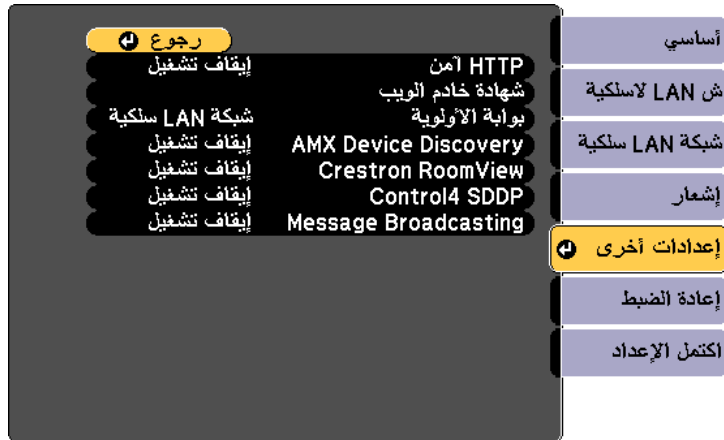 رجوع
HTTP آمن إيقاف تشغيل
شهادة خادم الويب
بوابة الأولوية شبكة LAN سلكية
AMX Device Discovery إيقاف تشغيل
Crestron RoomView إيقاف تشغيل
Control4 SDDP إيقاف تشغيل
Message Broadcasting إيقاف تشغيل
أساسي
ش LAN لاسلكية
شبكة LAN سلكية
إشعار
إعدادات أخرى
إعادة الضبط
اكتمل الإعداد